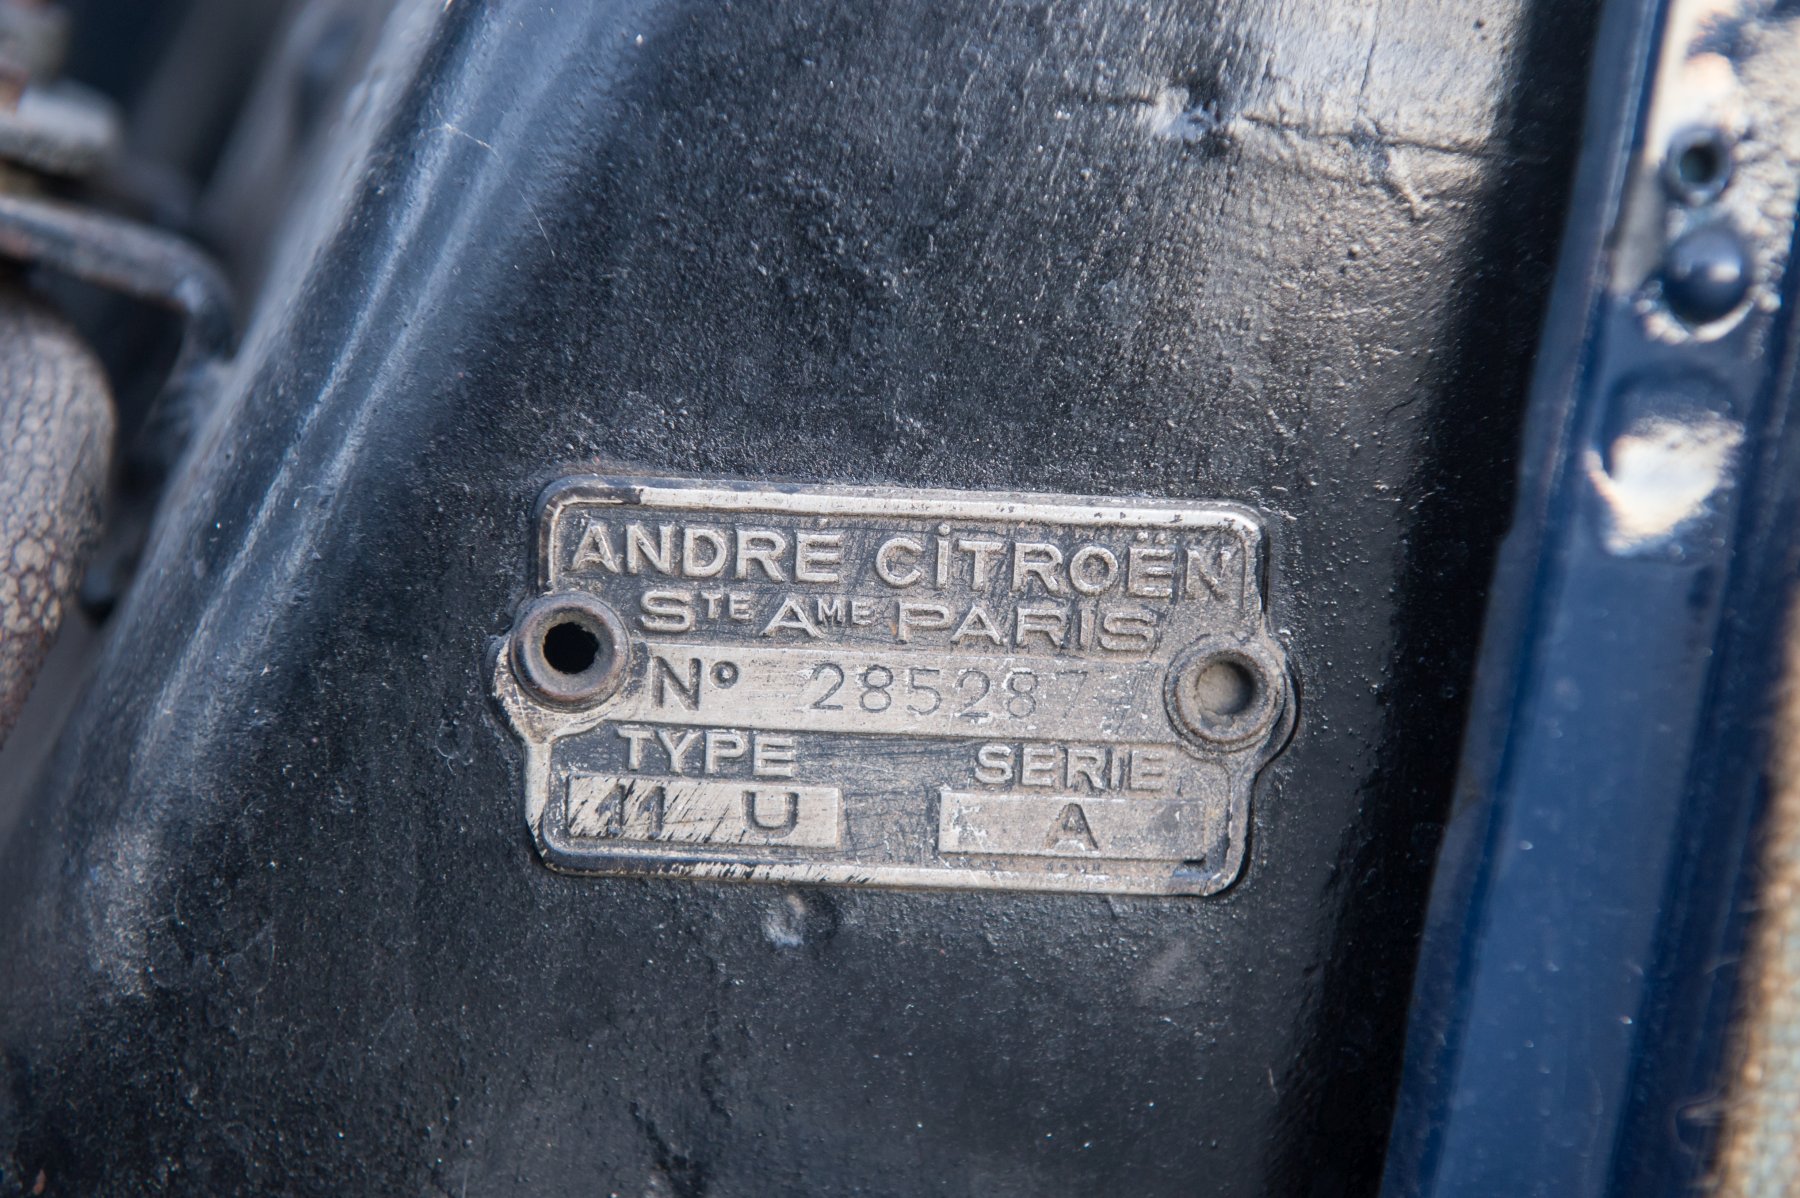 ANDRÉ CiTROËN
STE AME PARIS
N° 285287
TYPE SERIE
11 U A